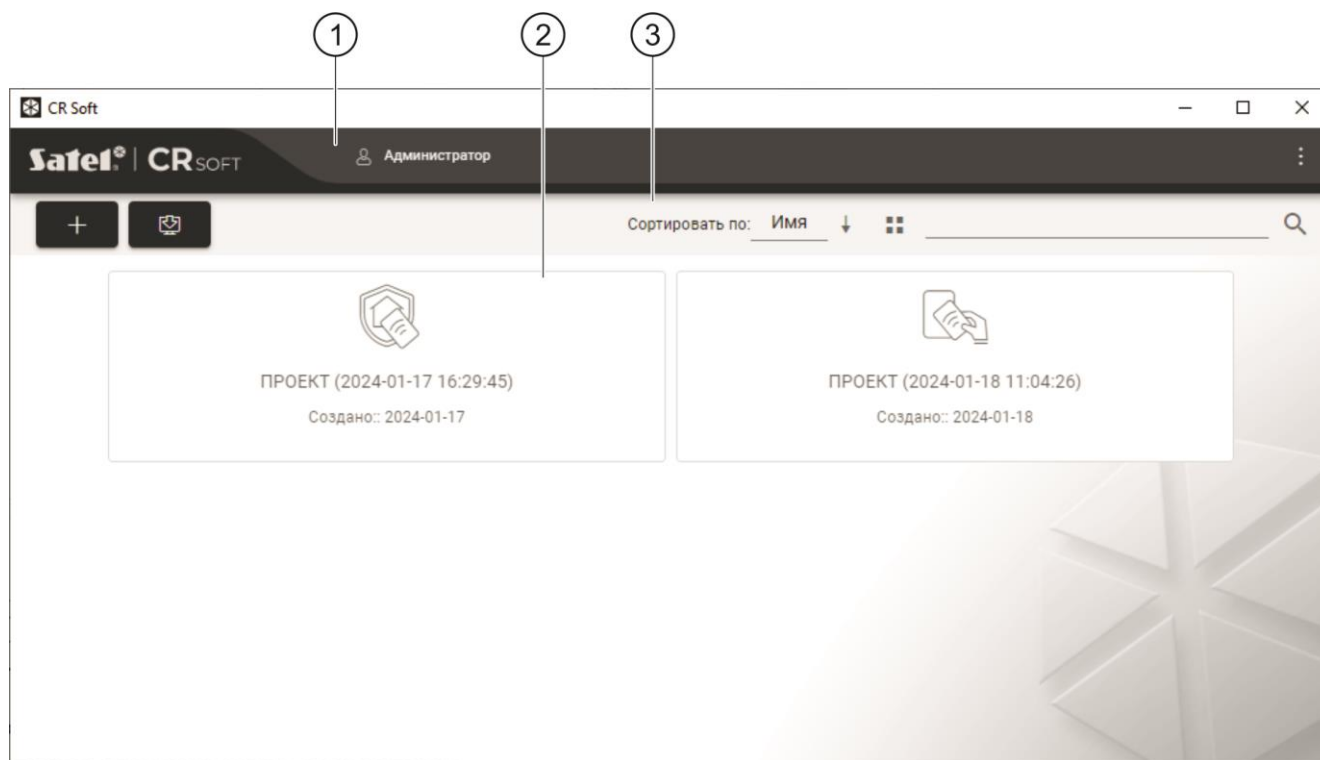 1 2 3
CR Soft
Satel® | CR SOFT Администратор
Сортировать по: Имя
ПРОЕКТ (2024-01-17 16:29:45) ПРОЕКТ (2024-01-18 11:04:26)
Создано:: 2024-01-17 Создано:: 2024-01-18